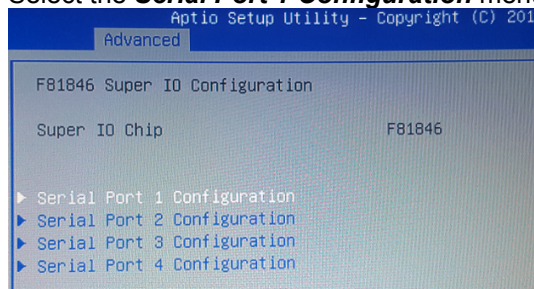 Select the Serial Port 1 Configuration menu
Aptio Setup Utility – Copyright (C) 201
Advanced
F81846 Super IO Configuration
Super IO Chip F81846
Serial Port 1 Configuration
Serial Port 2 Configuration
Serial Port 3 Configuration
Serial Port 4 Configuration